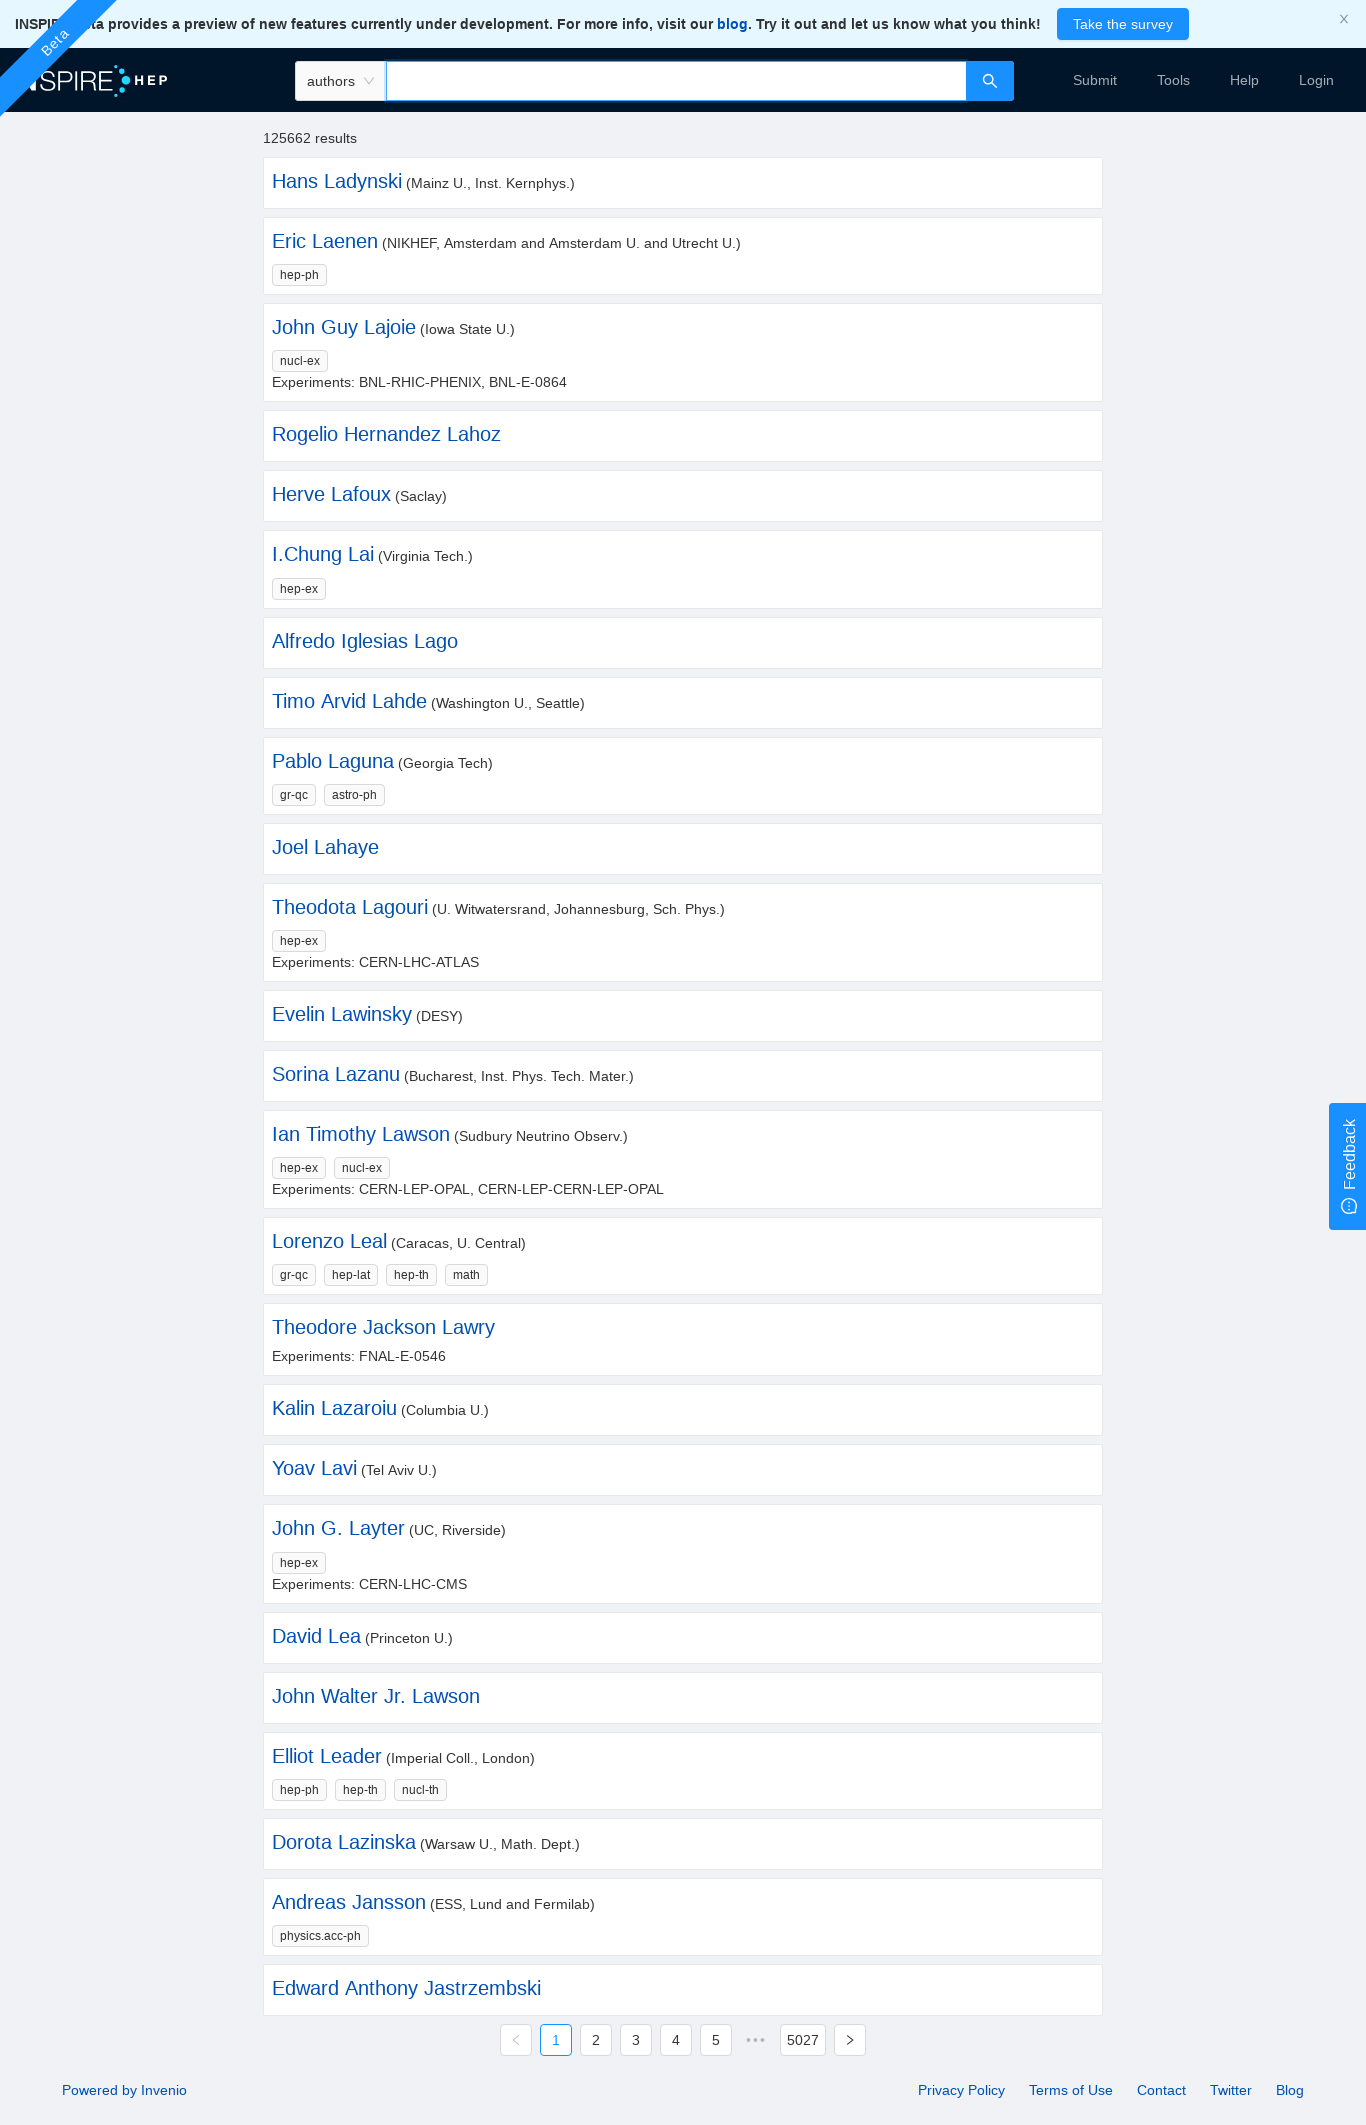 INSPIRE Beta provides a preview of new features currently under development. For more info, visit our blog. Try it out and let us know what you think! Take the survey
Beta
INSPIRE HEP
authors
Submit Tools Help Login
125662 results
Hans Ladynski (Mainz U., Inst. Kernphys.)
Eric Laenen (NIKHEF, Amsterdam and Amsterdam U. and Utrecht U.)
hep-ph
John Guy Lajoie (Iowa State U.)
nucl-ex
Experiments: BNL-RHIC-PHENIX, BNL-E-0864
Rogelio Hernandez Lahoz
Herve Lafoux (Saclay)
I.Chung Lai (Virginia Tech.)
hep-ex
Alfredo Iglesias Lago
Timo Arvid Lahde (Washington U., Seattle)
Pablo Laguna (Georgia Tech)
gr-qc astro-ph
Joel Lahaye
Theodota Lagouri (U. Witwatersrand, Johannesburg, Sch. Phys.)
hep-ex
Experiments: CERN-LHC-ATLAS
Evelin Lawinsky (DESY)
Sorina Lazanu (Bucharest, Inst. Phys. Tech. Mater.)
Ian Timothy Lawson (Sudbury Neutrino Observ.)
hep-ex nucl-ex
Experiments: CERN-LEP-OPAL, CERN-LEP-CERN-LEP-OPAL
Feedback
Lorenzo Leal (Caracas, U. Central)
gr-qc hep-lat hep-th math
Theodore Jackson Lawry
Experiments: FNAL-E-0546
Kalin Lazaroiu (Columbia U.)
Yoav Lavi (Tel Aviv U.)
John G. Layter (UC, Riverside)
hep-ex
Experiments: CERN-LHC-CMS
David Lea (Princeton U.)
John Walter Jr. Lawson
Elliot Leader (Imperial Coll., London)
hep-ph hep-th nucl-th
Dorota Lazinska (Warsaw U., Math. Dept.)
Andreas Jansson (ESS, Lund and Fermilab)
physics.acc-ph
Edward Anthony Jastrzembski
1 2 3 4 5 ••• 5027
Powered by Invenio
Privacy Policy Terms of Use Contact Twitter Blog